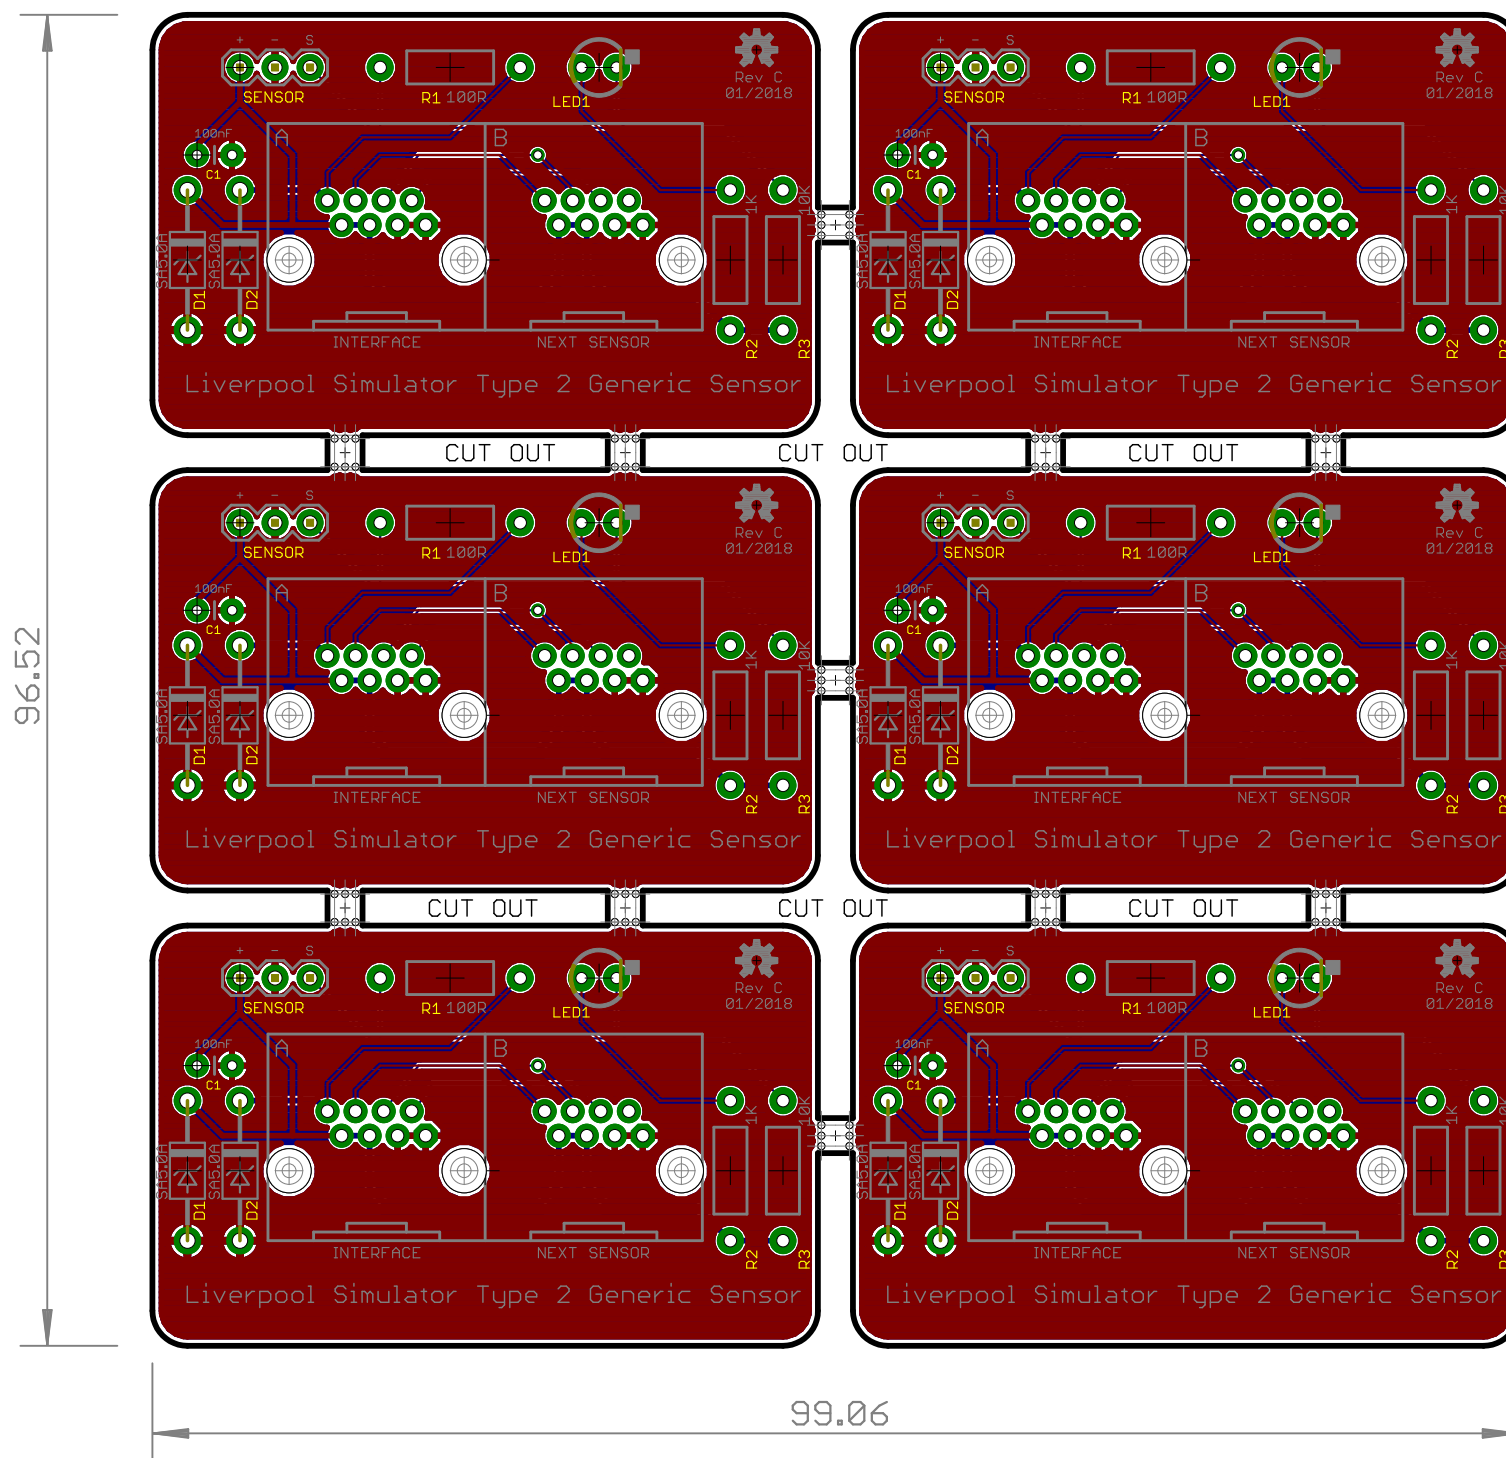 + - S + - S
SENSOR R1 100R LED1 Rev C 01/2018 SENSOR R1 100R LED1 Rev C 01/2018
100nF A B 100nF A B
C1 1K 10K C1 1K
SA5.0A SA5.0A SA5.0A SA5.0A
D1 D2 D1 D2
INTERFACE NEXT SENSOR R2 R3 INTERFACE NEXT SENSOR R2 R3
Liverpool Simulator Type 2 Generic Sensor Liverpool Simulator Type 2 Generic Sensor
CUT OUT CUT OUT CUT OUT
+ - S + - S
SENSOR R1 100R LED1 Rev C 01/2018 SENSOR R1 100R LED1 Rev C 01/2018
100nF A B 100nF A B
C1 1K 10K C1 1K
96.52
SA5.0A SA5.0A SA5.0A SA5.0A
D1 D2 D1 D2
INTERFACE NEXT SENSOR R2 R3 INTERFACE NEXT SENSOR R2 R3
Liverpool Simulator Type 2 Generic Sensor Liverpool Simulator Type 2 Generic Sensor
CUT OUT CUT OUT CUT OUT
+ - S + - S
SENSOR R1 100R LED1 Rev C 01/2018 SENSOR R1 100R LED1 Rev C 01/2018
100nF A B 100nF A B
C1 1K 10K C1 1K
SA5.0A SA5.0A SA5.0A SA5.0A
D1 D2 D1 D2
INTERFACE NEXT SENSOR R2 R3 INTERFACE NEXT SENSOR R2 R3
Liverpool Simulator Type 2 Generic Sensor Liverpool Simulator Type 2 Generic Sensor
99.06